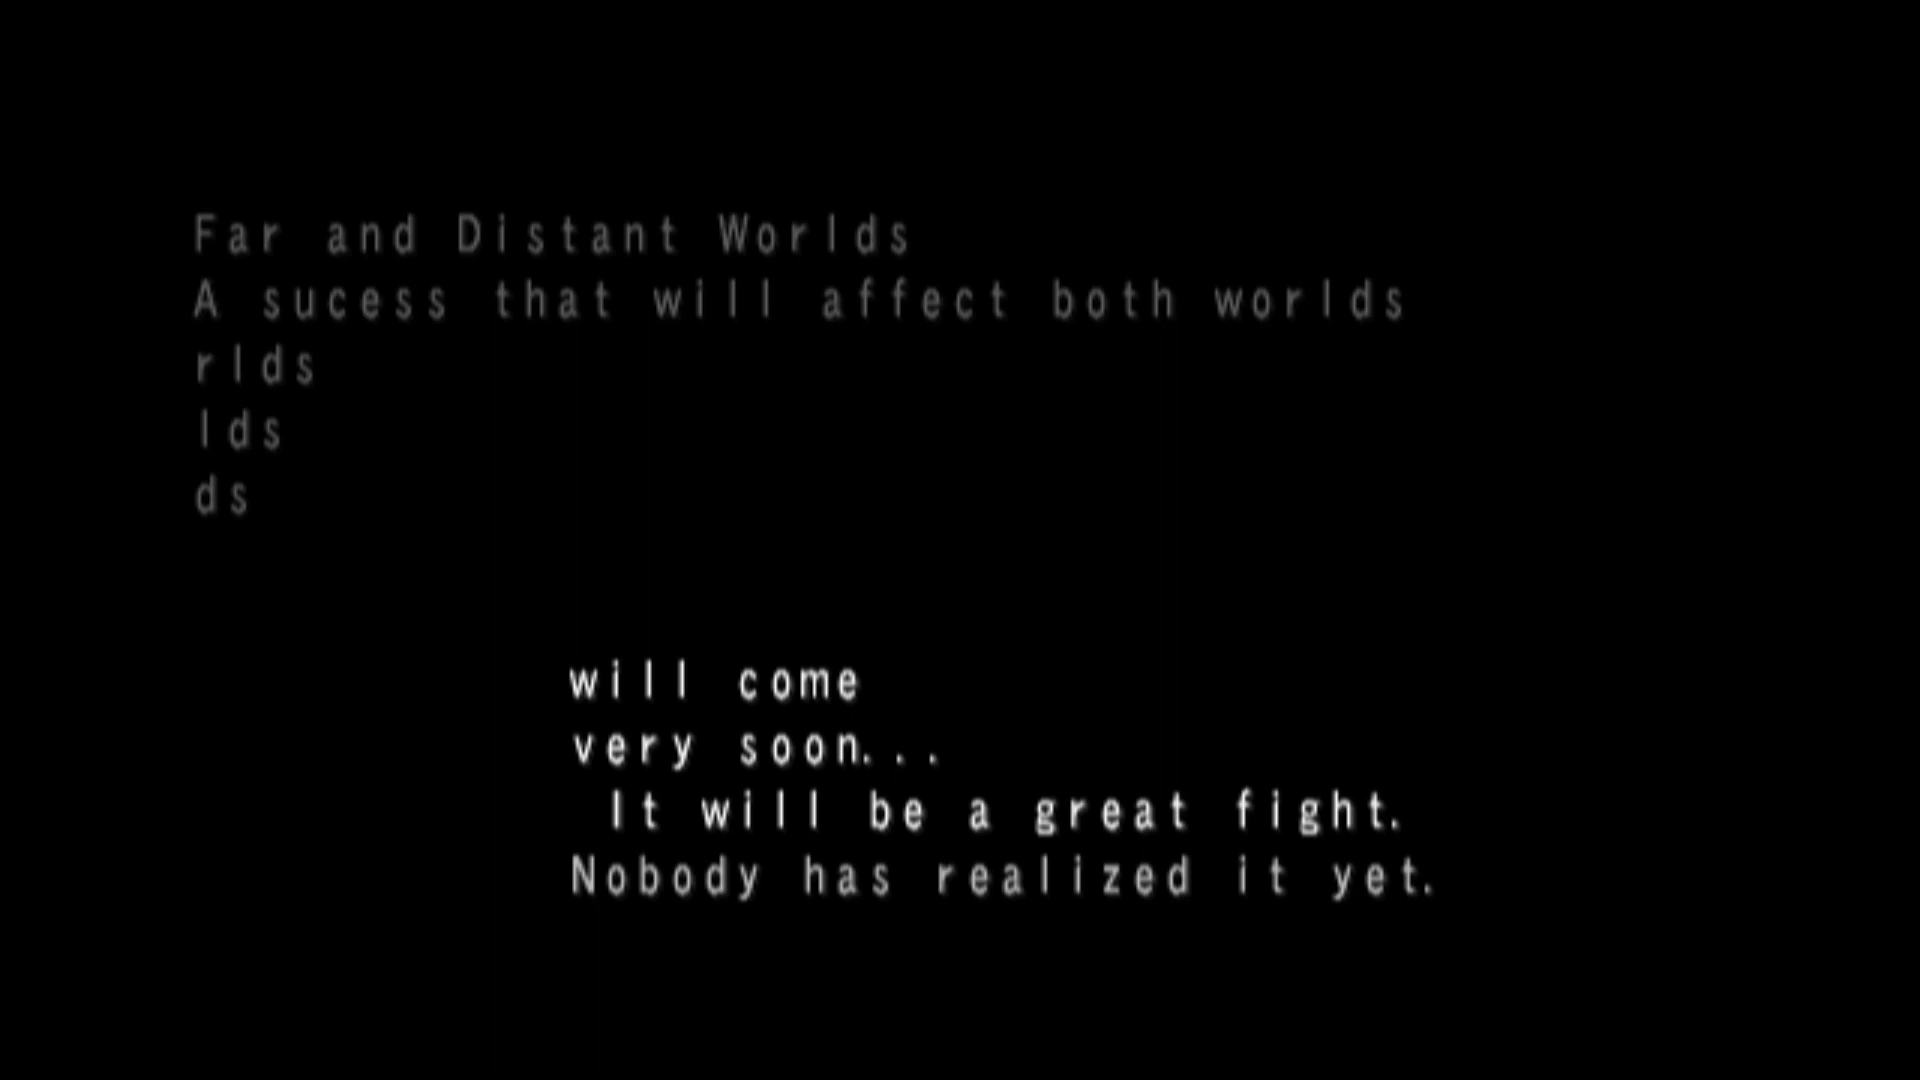 Far and Distant Worlds
A sucess that will affect both worlds
rlds
lds
ds
will come
very soon...
It will be a great fight.
Nobody has realized it yet.